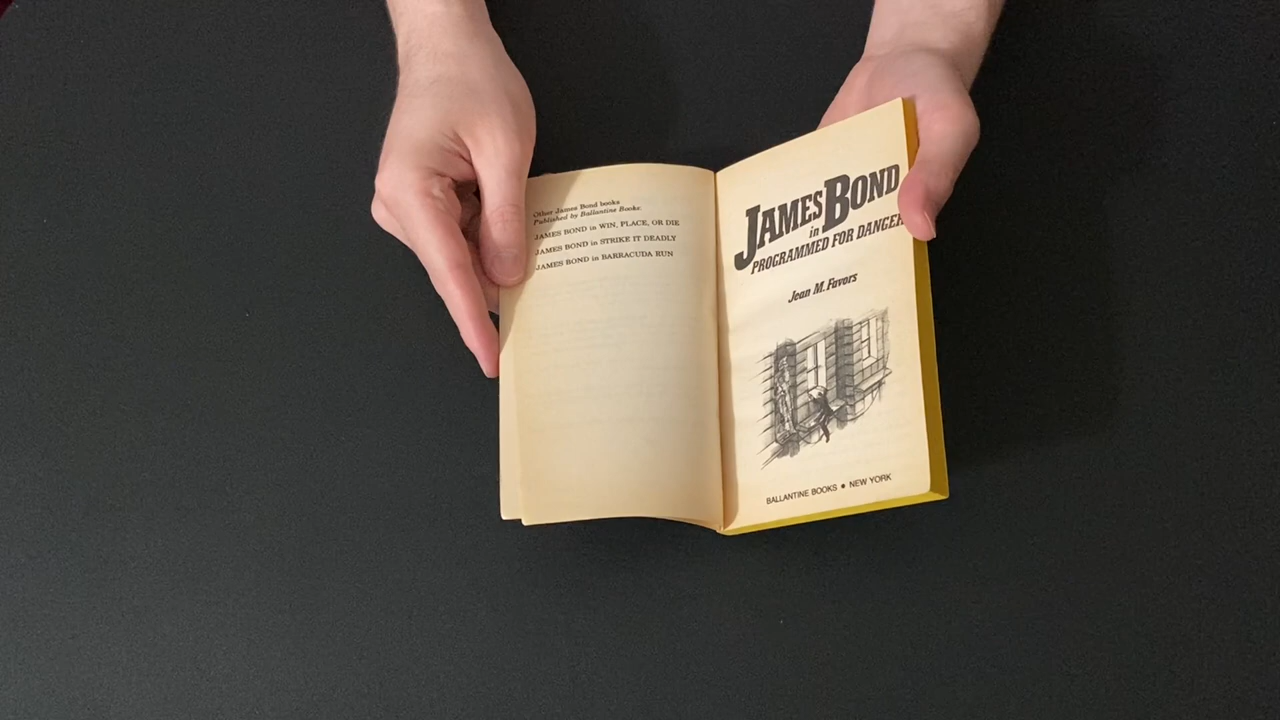 Other James Bond books
Published by Ballantine Books:
JAMES BOND in WIN, PLACE, OR DIE
JAMES BOND in STRIKE IT DEADLY
JAMES BOND in BARRACUDA RUN
JAMES BOND
in
PROGRAMMED FOR DANGER
Jean M. Favors
BALLANTINE BOOKS • NEW YORK